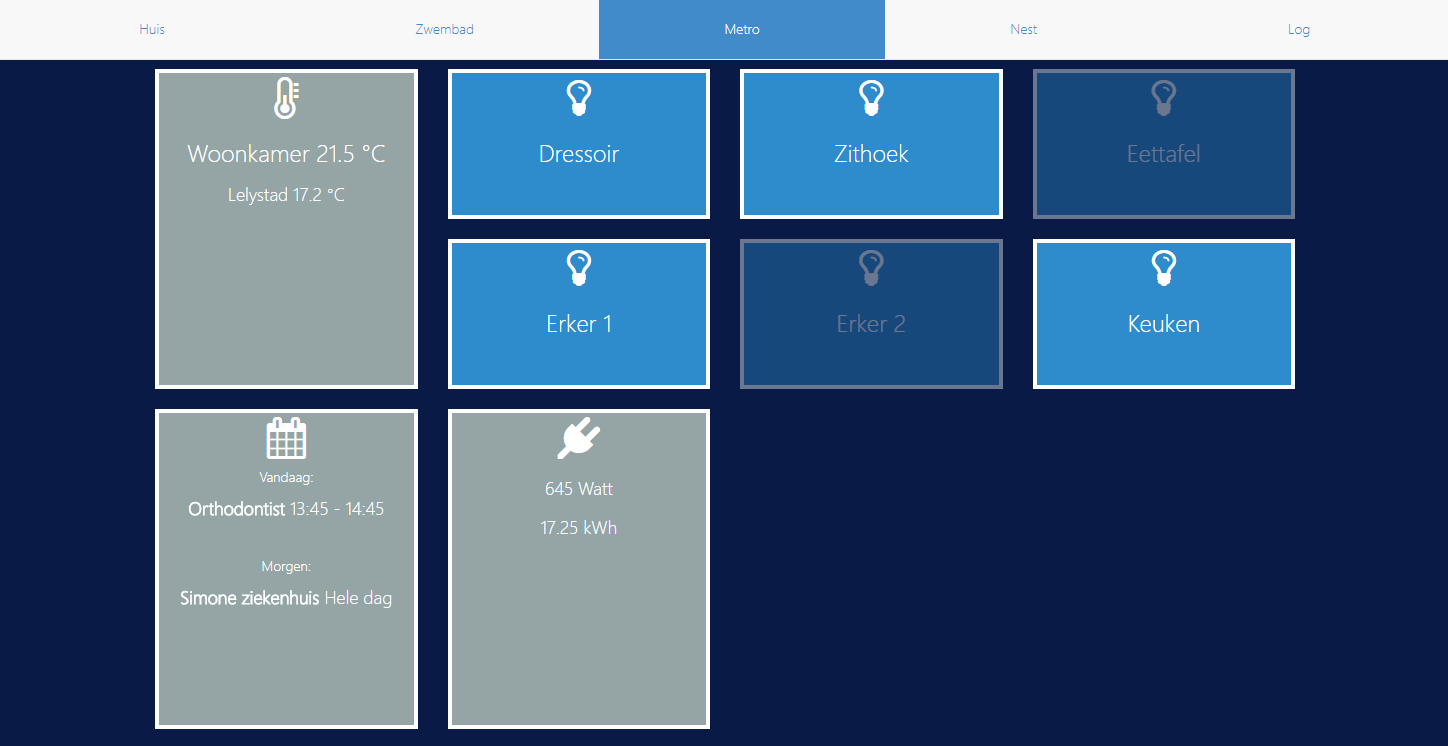 Huis
Zwembad
Metro
Nest
Log
Woonkamer 21.5 °C
Lelystad 17.2 °C
Dressoir
Zithoek
Eettafel
Erker 1
Erker 2
Keuken
Vandaag:
Orthodontist 13:45 - 14:45
Morgen:
Simone ziekenhuis Hele dag
645 Watt
17.25 kWh